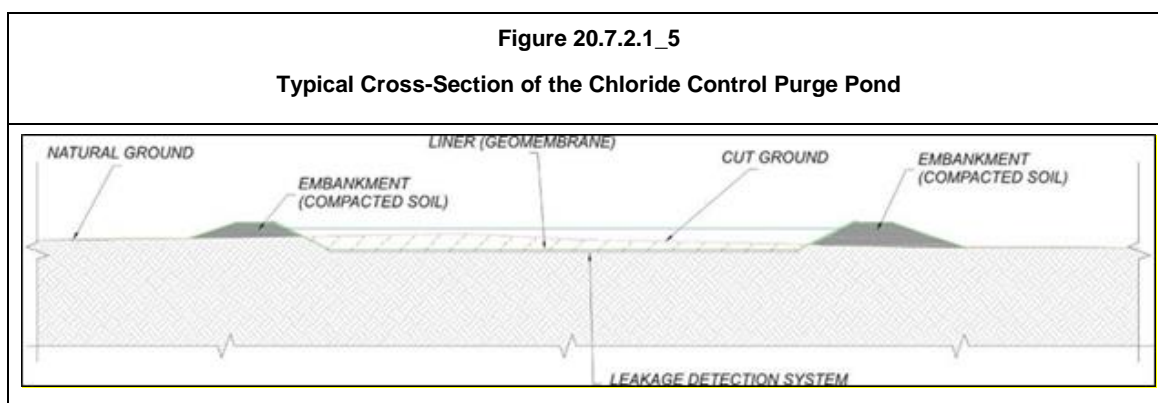 Figure 20.7.2.1_5
Typical Cross-Section of the Chloride Control Purge Pond
NATURAL GROUND
LINER (GEOMEMBRANE)
CUT GROUND
EMBANKMENT
(COMPACTED SOIL)
EMBANKMENT
(COMPACTED SOIL)
LEAKAGE DETECTION SYSTEM